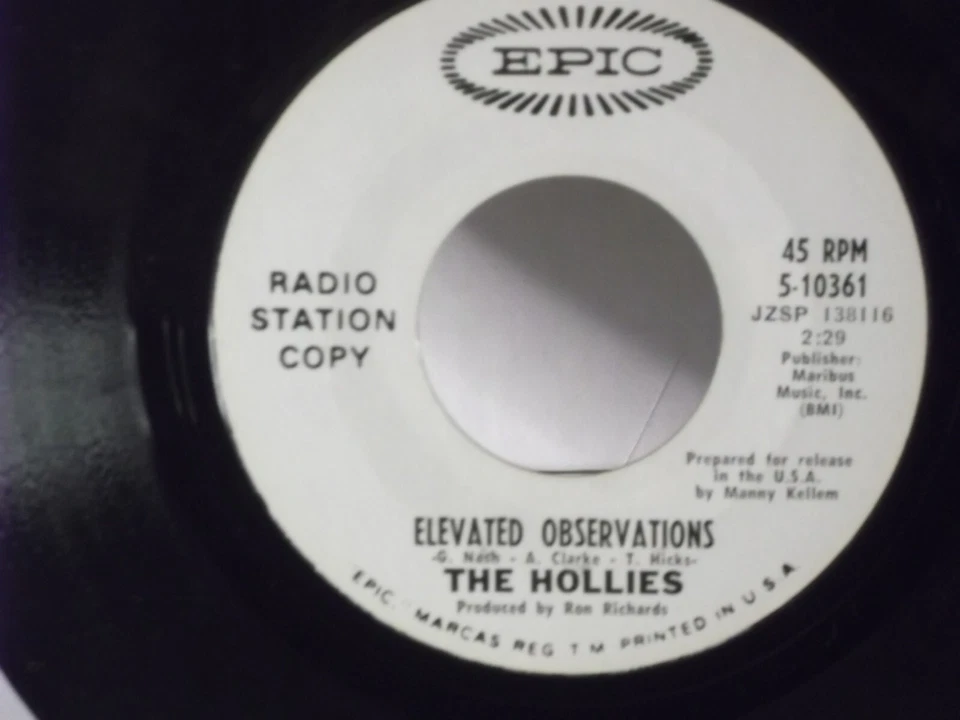 EPIC
RADIO
STATION
COPY
45 RPM
5-10361
JZSP 138116
2:29
Publisher:
Maribus
Music, Inc.
(BMI)
Prepared for release
in the U.S.A.
by Manny Kellem
ELEVATED OBSERVATIONS
-G. Nash - A. Clarke - T. Hicks-
THE HOLLIES
Produced by Ron Richards
EPIC. MARCAS REG T M PRINTED IN U S A